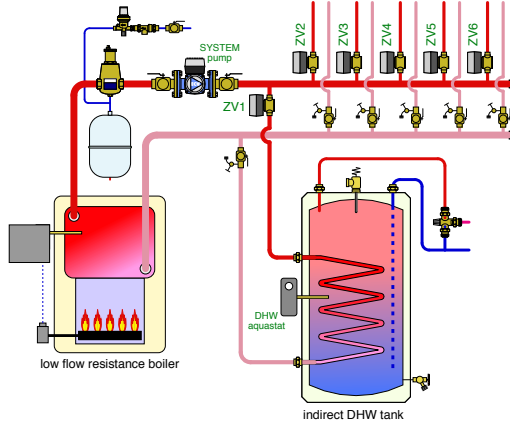 ZV2
ZV3
ZV4
ZV5
ZV6
SYSTEM
pump
ZV1
DHW
aquastat
low flow resistance boiler
indirect DHW tank